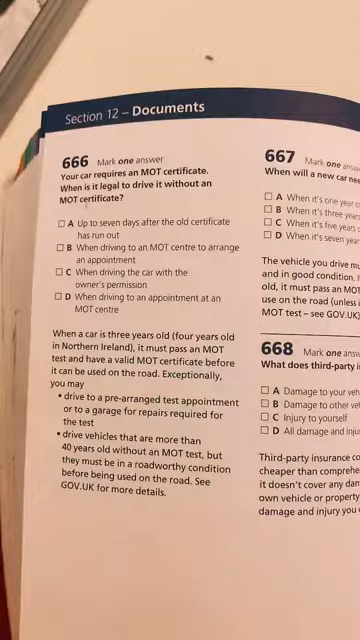 Section 12 – Documents
666 Mark one answer
Your car requires an MOT certificate.
When is it legal to drive it without an
MOT certificate?
A Up to seven days after the old certificate
has run out
B When driving to an MOT centre to arrange
an appointment
C When driving the car with the
owner's permission
D When driving to an appointment at an
MOT centre
When a car is three years old (four years old
in Northern Ireland), it must pass an MOT
test and have a valid MOT certificate before
it can be used on the road. Exceptionally,
you may
• drive to a pre-arranged test appointment
or to a garage for repairs required for
the test
• drive vehicles that are more than
40 years old without an MOT test, but
they must be in a roadworthy condition
before being used on the road. See
GOV.UK for more details.
667 Mark one
When will a new car
A When it's one year
B When it's three years
C When it's five years
D When it's seven
The vehicle you drive
and in good condition.
old, it must pass an
use on the road (unless
MOT test – see GOV.UK
668 Mark one
What does third-party
A Damage to your
B Damage to other
C Injury to yourself
D All damage and
Third-party insurance
cheaper than
it doesn't cover any
own vehicle or property
damage and injury you